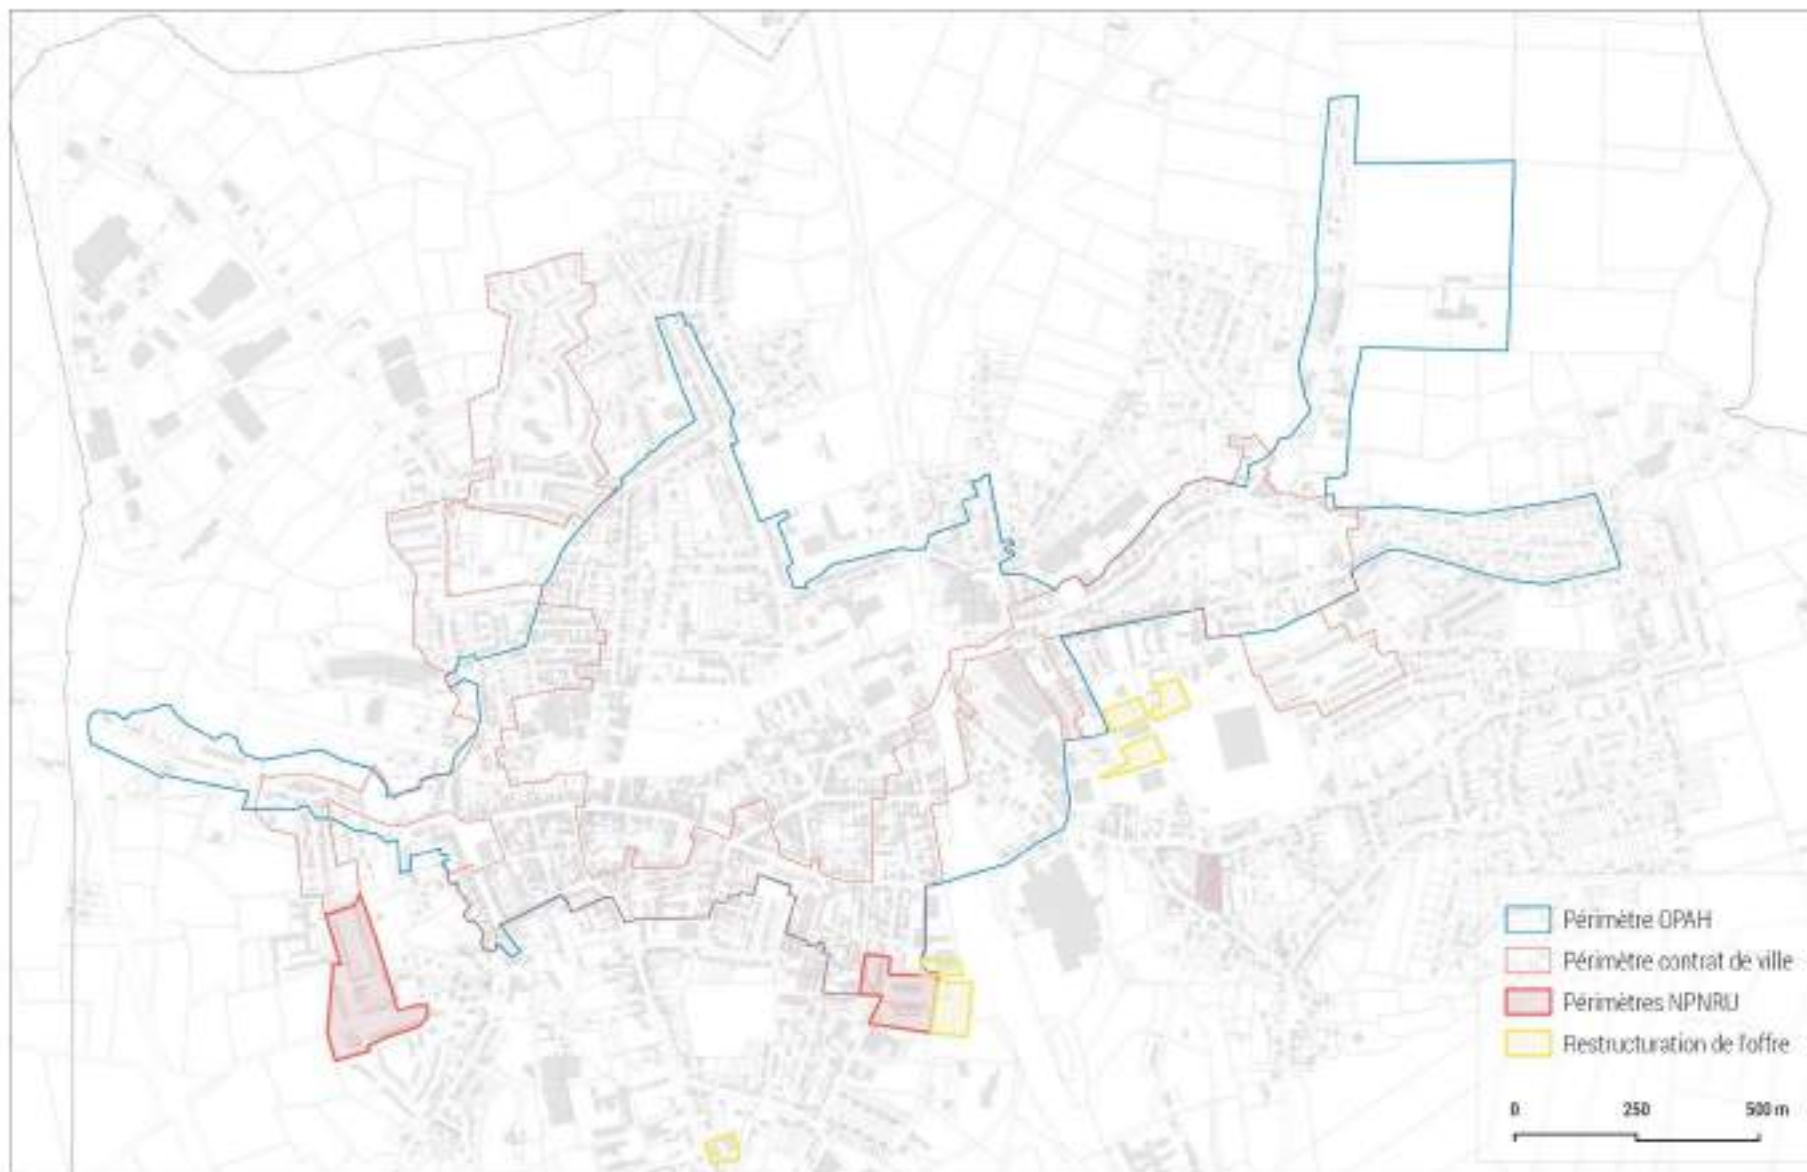 Périmètre OPAH
Périmètre contrat de ville
Périmètres NPNRU
Restructuration de l'offre
0 250 500 m